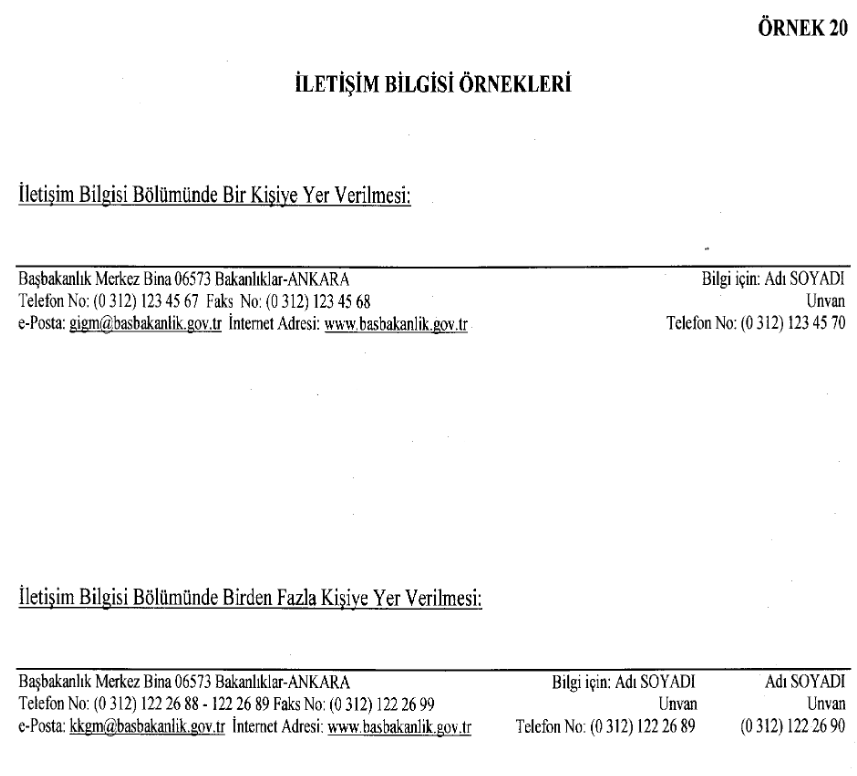 ÖRNEK 20
İLETİŞİM BİLGİSİ ÖRNEKLERİ
İletişim Bilgisi Bölümünde Bir Kişiye Yer Verilmesi:
Başbakanlık Merkez Bina 06573 Bakanlıklar-ANKARA Bilgi için: Adı SOYADI
Telefon No: (0 312) 123 45 67 Faks No: (0 312) 123 45 68 Unvan
e-Posta: gigm@basbakanlik.gov.tr İnternet Adresi: www.basbakanlik.gov.tr Telefon No: (0 312) 123 45 70
İletişim Bilgisi Bölümünde Birden Fazla Kişiye Yer Verilmesi:
Başbakanlık Merkez Bina 06573 Bakanlıklar-ANKARA Bilgi için: Adı SOYADI Adı SOYADI
Telefon No: (0 312) 122 26 88 - 122 26 89 Faks No: (0 312) 122 26 99 Unvan Unvan
e-Posta: kkgm@basbakanlik.gov.tr İnternet Adresi: www.basbakanlik.gov.tr Telefon No: (0 312) 122 26 89 (0 312) 122 26 90